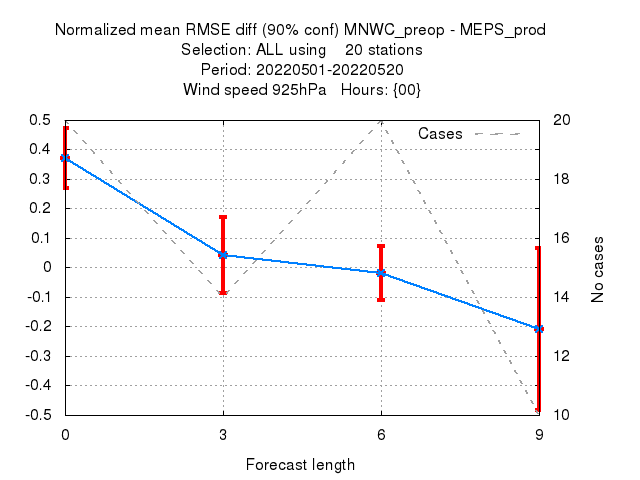 Normalized mean RMSE diff (90% conf) MNWC_preop - MEPS_prod
Selection: ALL using    20 stations
Period: 20220501-20220520
Wind speed 925hPa   Hours: {00}
Cases
0.5
0.4
0.3
0.2
0.1
0
-0.1
-0.2
-0.3
-0.4
-0.5
20
18
16
14
12
10
No cases
0 3 6 9
Forecast length